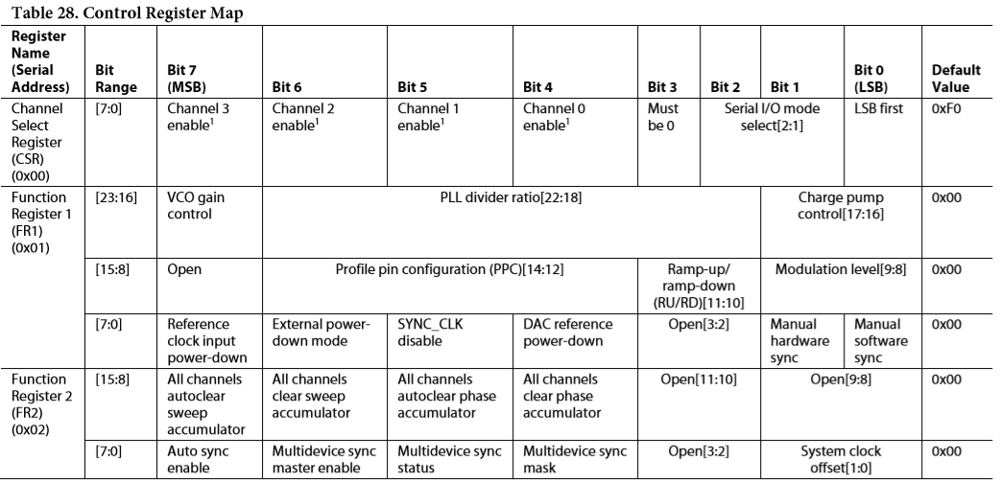 Table 28. Control Register Map
Register Name (Serial Address) | Bit Range | Bit 7 (MSB) | Bit 6 | Bit 5 | Bit 4 | Bit 3 | Bit 2 | Bit 1 | Bit 0 (LSB) | Default Value
Channel Select Register (CSR) (0x00) | [7:0] | Channel 3 enable¹ | Channel 2 enable¹ | Channel 1 enable¹ | Channel 0 enable¹ | Must be 0 | Serial I/O mode select[2:1] | LSB first | 0xF0
Function Register 1 (FR1) (0x01) | [23:16] | VCO gain control | PLL divider ratio[22:18] | Charge pump control[17:16] | 0x00
[15:8] | Open | Profile pin configuration (PPC)[14:12] | Ramp-up/ramp-down (RU/RD)[11:10] | Modulation level[9:8] | 0x00
[7:0] | Reference clock input power-down | External power-down mode | SYNC_CLK disable | DAC reference power-down | Open[3:2] | Manual hardware sync | Manual software sync | 0x00
Function Register 2 (FR2) (0x02) | [15:8] | All channels autoclear sweep accumulator | All channels clear sweep accumulator | All channels autoclear phase accumulator | All channels clear phase accumulator | Open[11:10] | Open[9:8] | 0x00
[7:0] | Auto sync enable | Multidevice sync master enable | Multidevice sync status | Multidevice sync mask | Open[3:2] | System clock offset[1:0] | 0x00